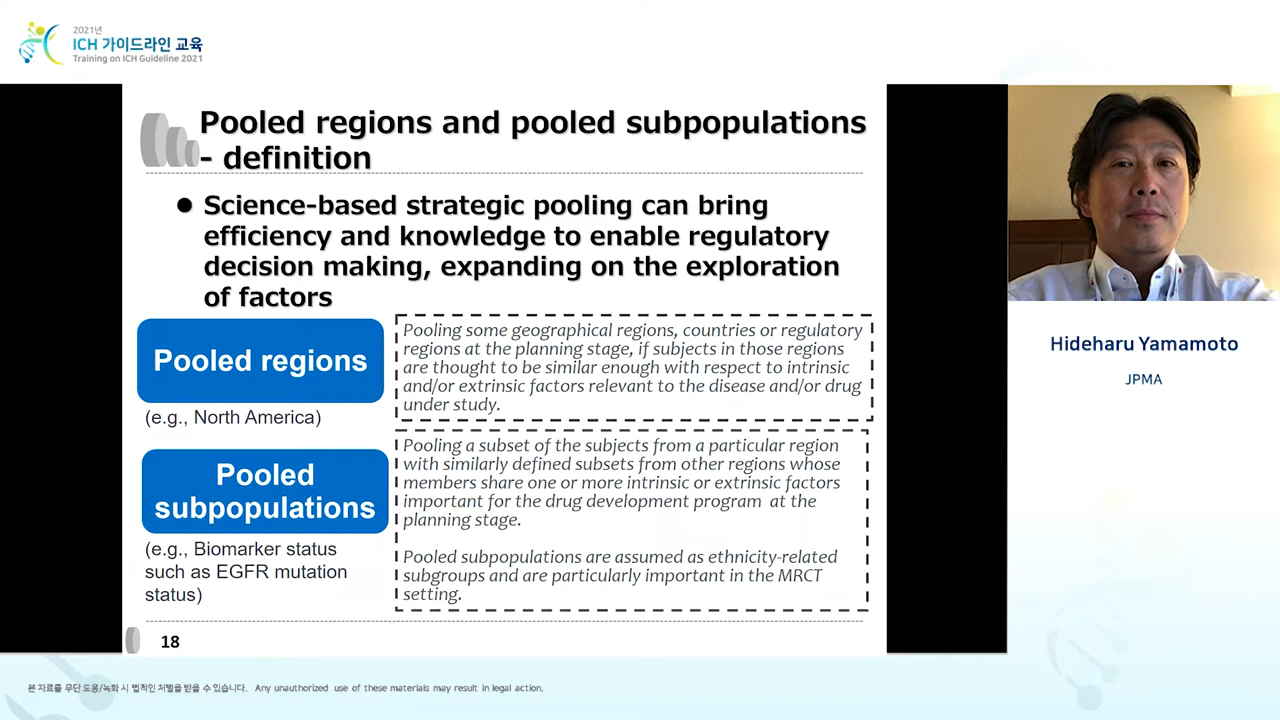 2021년
ICH 가이드라인 교육
Training on ICH Guideline 2021
Pooled regions and pooled subpopulations
- definition
● Science-based strategic pooling can bring
efficiency and knowledge to enable regulatory
decision making, expanding on the exploration
of factors
Pooled regions
(e.g., North America)
Pooling some geographical regions, countries or regulatory
regions at the planning stage, if subjects in those regions
are thought to be similar enough with respect to intrinsic
and/or extrinsic factors relevant to the disease and/or drug
under study.
Pooled
subpopulations
(e.g., Biomarker status
such as EGFR mutation
status)
Pooling a subset of the subjects from a particular region
with similarly defined subsets from other regions whose
members share one or more intrinsic or extrinsic factors
important for the drug development program at the
planning stage.
Pooled subpopulations are assumed as ethnicity-related
subgroups and are particularly important in the MRCT
setting.
18
Hideharu Yamamoto
JPMA
본 자료를 무단 도용/녹화 시 법적인 처벌을 받을 수 있습니다. Any unauthorized use of these materials may result in legal action.